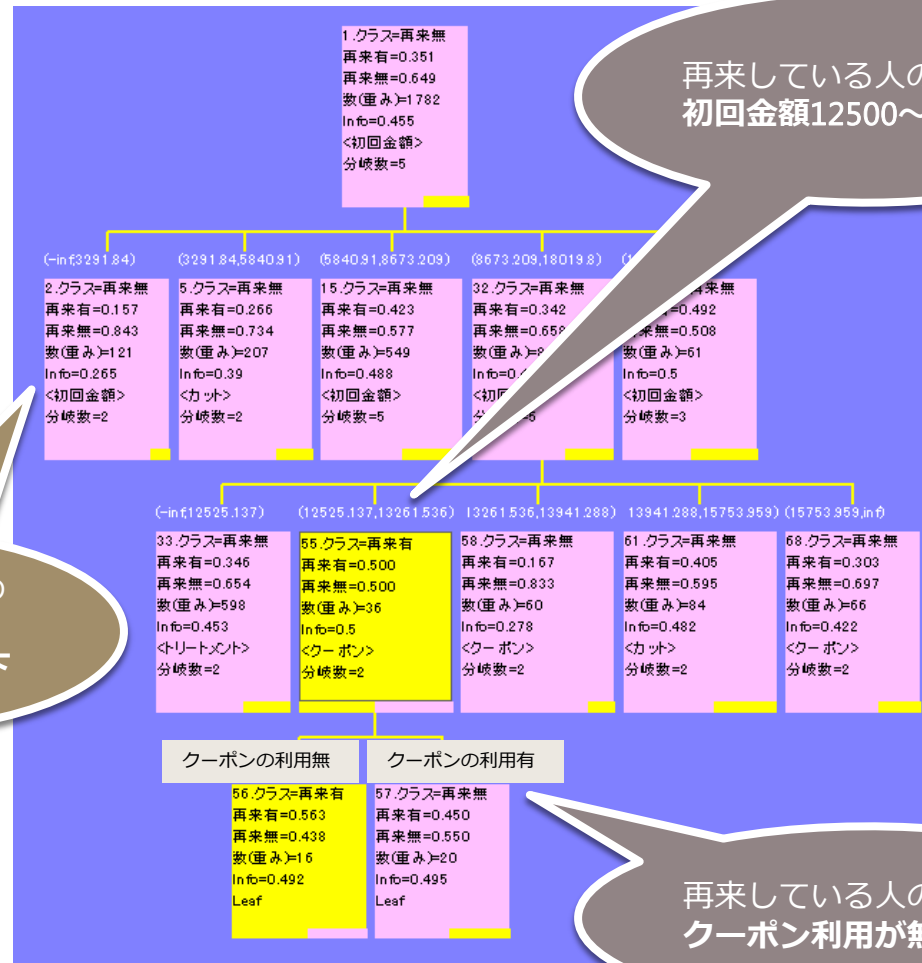 1.クラス=再来無
再来有=0.351
再来無=0.649
数(重み)=1782
Info=0.455
<初回金額>
分岐数=5
再来している人の
初回金額12500～
(-inf,3291.84)
(3291.84,5840.91)
(5840.91,8673.209)
(8673.209,18019.8)
2.クラス=再来無
再来有=0.157
再来無=0.843
数(重み)=121
Info=0.265
<初回金額>
分岐数=2
5.クラス=再来無
再来有=0.266
再来無=0.734
数(重み)=207
Info=0.39
<カット>
分岐数=2
15.クラス=再来無
再来有=0.423
再来無=0.577
数(重み)=549
Info=0.488
<初回金額>
分岐数=5
32.クラス=再来無
再来有=0.342
再来無=0.658
数(重み)=8
Info=0.4
<初回
分岐数=5
再来無
=0.492
来無=0.508
数(重み)=61
Info=0.5
<初回金額>
分岐数=3
(-inf,12525.137)
(12525.137,13261.536)
13261.536,13941.288)
13941.288,15753.959)
(15753.959,inf)
33.クラス=再来無
再来有=0.346
再来無=0.654
数(重み)=598
Info=0.453
<トリートメント>
分岐数=2
55.クラス=再来有
再来有=0.500
再来無=0.500
数(重み)=36
Info=0.5
<クーポン>
分岐数=2
58.クラス=再来無
再来有=0.167
再来無=0.833
数(重み)=60
Info=0.278
<クーポン>
分岐数=2
61.クラス=再来無
再来有=0.405
再来無=0.595
数(重み)=84
Info=0.482
<カット>
分岐数=2
68.クラス=再来無
再来有=0.303
再来無=0.697
数(重み)=66
Info=0.422
<クーポン>
分岐数=2
の
クーポンの利用無
クーポンの利用有
56.クラス=再来有
再来有=0.563
再来無=0.438
数(重み)=16
Info=0.492
Leaf
57.クラス=再来無
再来有=0.450
再来無=0.550
数(重み)=20
Info=0.495
Leaf
再来している人の
クーポン利用が無